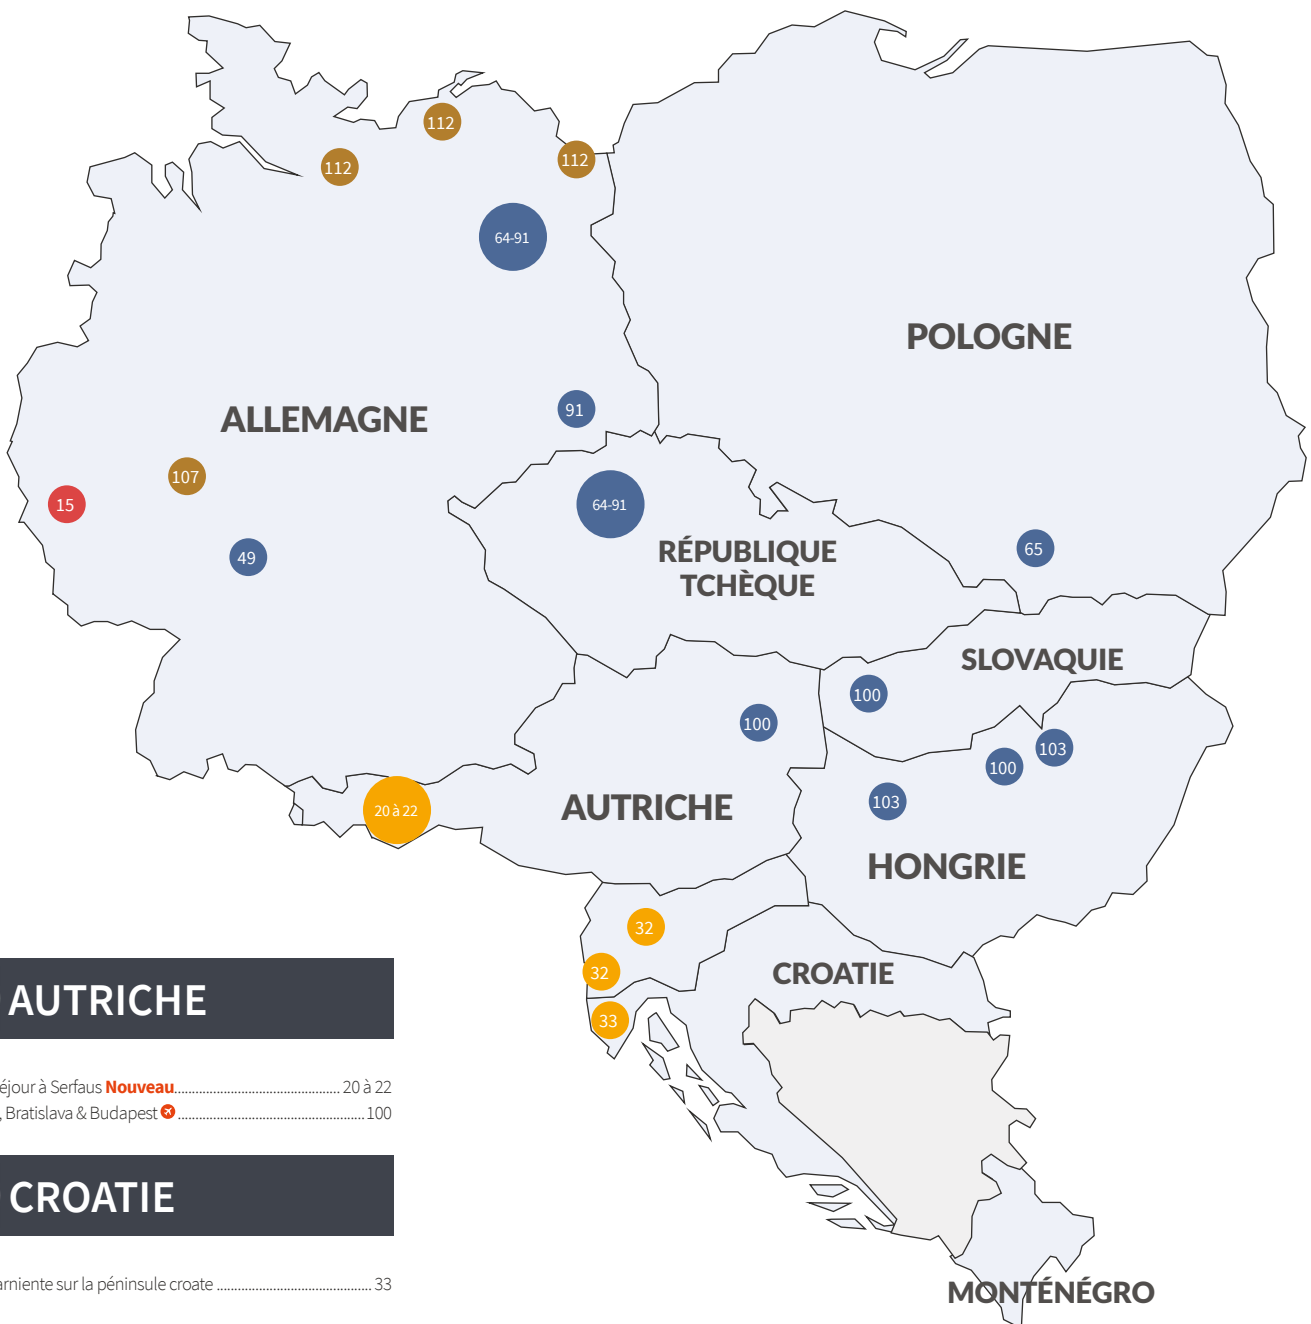 112
112
112
64-91
POLOGNE
ALLEMAGNE
91
107
15
64-91
49
RÉPUBLIQUE
TCHÈQUE
65
SLOVAQUIE
100
100
103
100
103
20 à 22
AUTRICHE
HONGRIE
32
32
CROATIE
33
MONTÉNÉGRO
AUTRICHE
éjour à Serfaus Nouveau 20 à 22
, Bratislava & Budapest 100
CROATIE
arniente sur la péninsule croate 33